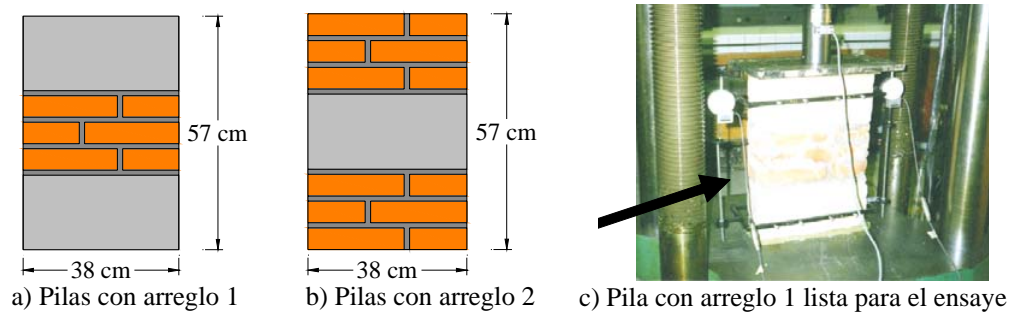 57 cm
57 cm
38 cm
38 cm
a) Pilas con arreglo 1
b) Pilas con arreglo 2
c) Pila con arreglo 1 lista para el ensaye